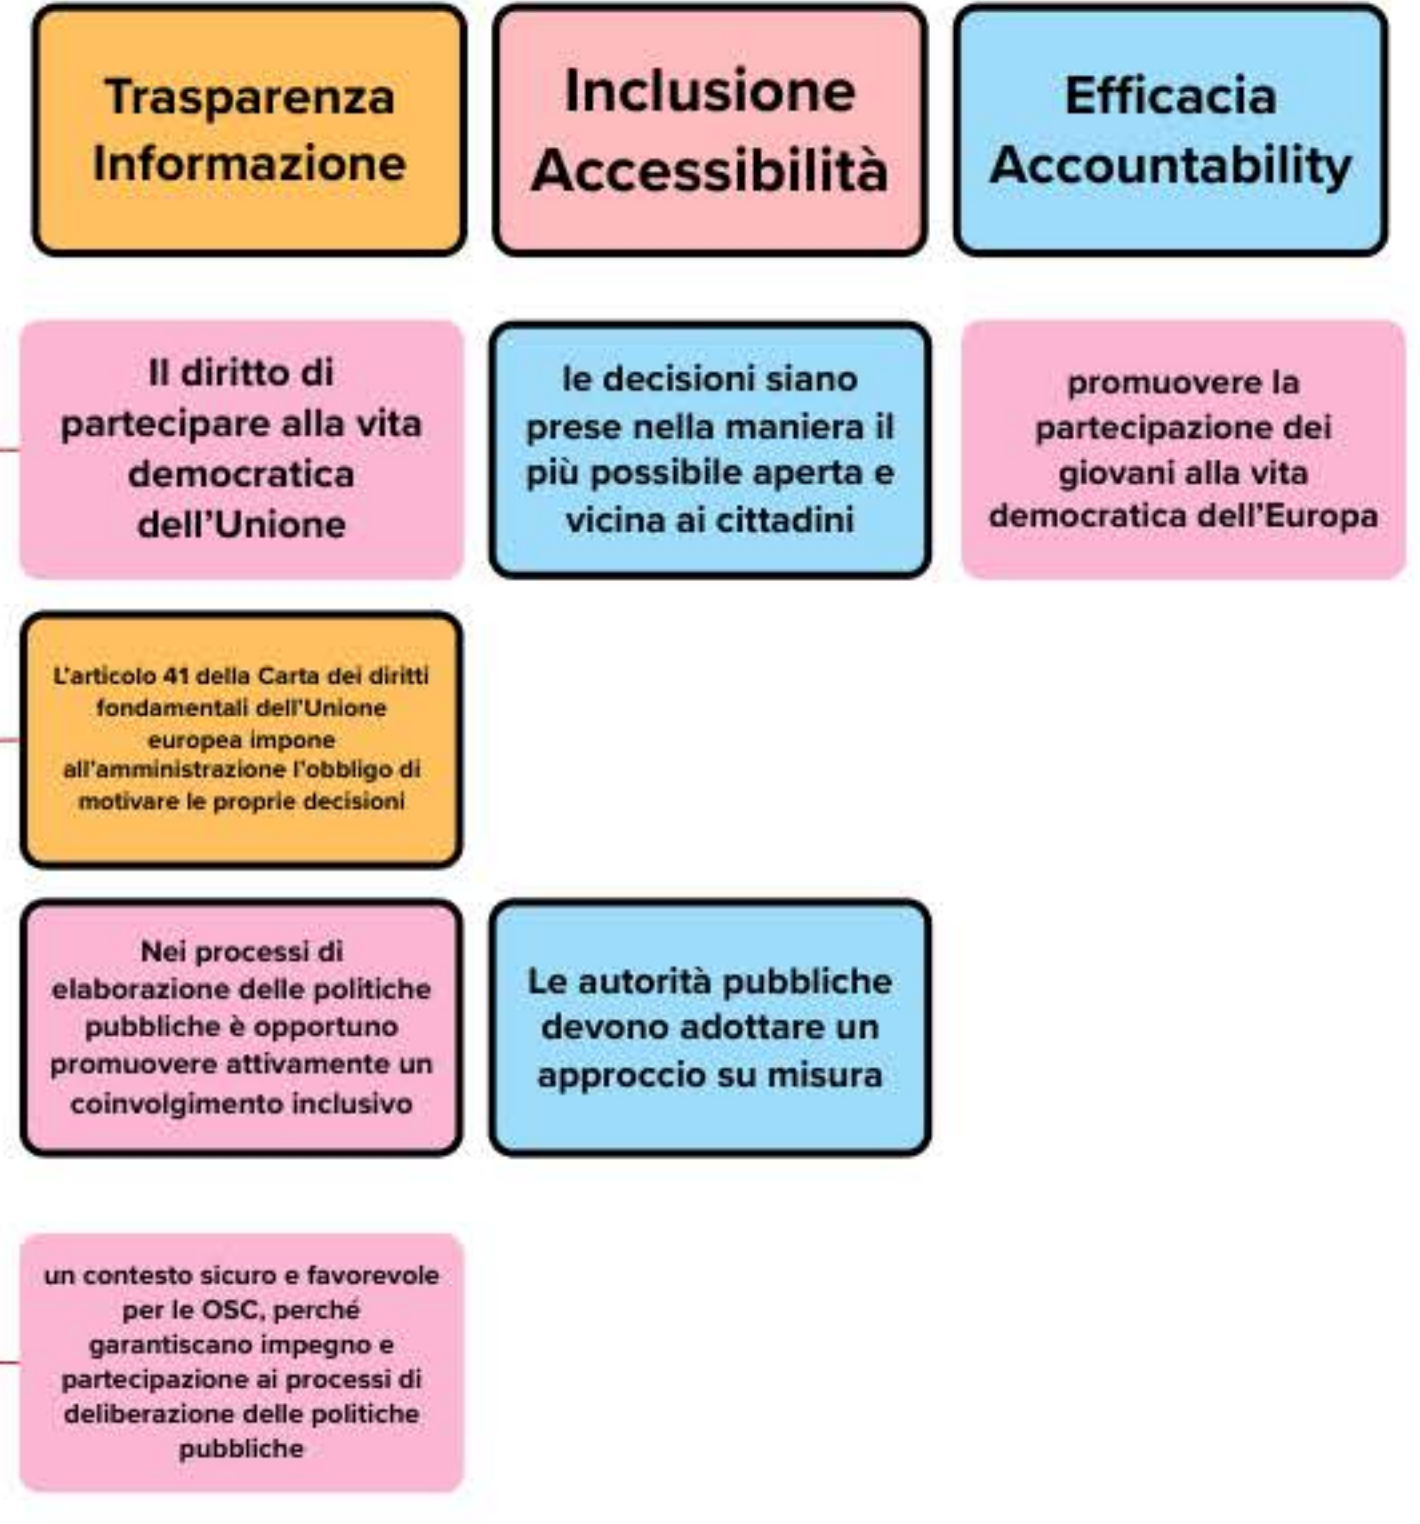 Trasparenza
Informazione
Inclusione
Accessibilità
Efficacia
Accountability
Il diritto di
partecipare alla vita
democratica
dell'Unione
le decisioni siano
prese nella maniera il
più possibile aperta e
vicina ai cittadini
promuovere la
partecipazione dei
giovani alla vita
democratica dell'Europa
L'articolo 41 della Carta dei diritti
fondamentali dell'Unione
europea impone
all'amministrazione l'obbligo di
motivare le proprie decisioni
Nei processi di
elaborazione delle politiche
pubbliche è opportuno
promuovere attivamente un
coinvolgimento inclusivo
Le autorità pubbliche
devono adottare un
approccio su misura
un contesto sicuro e favorevole
per le OSC, perché
garantiscano impegno e
partecipazione ai processi di
deliberazione delle politiche
pubbliche